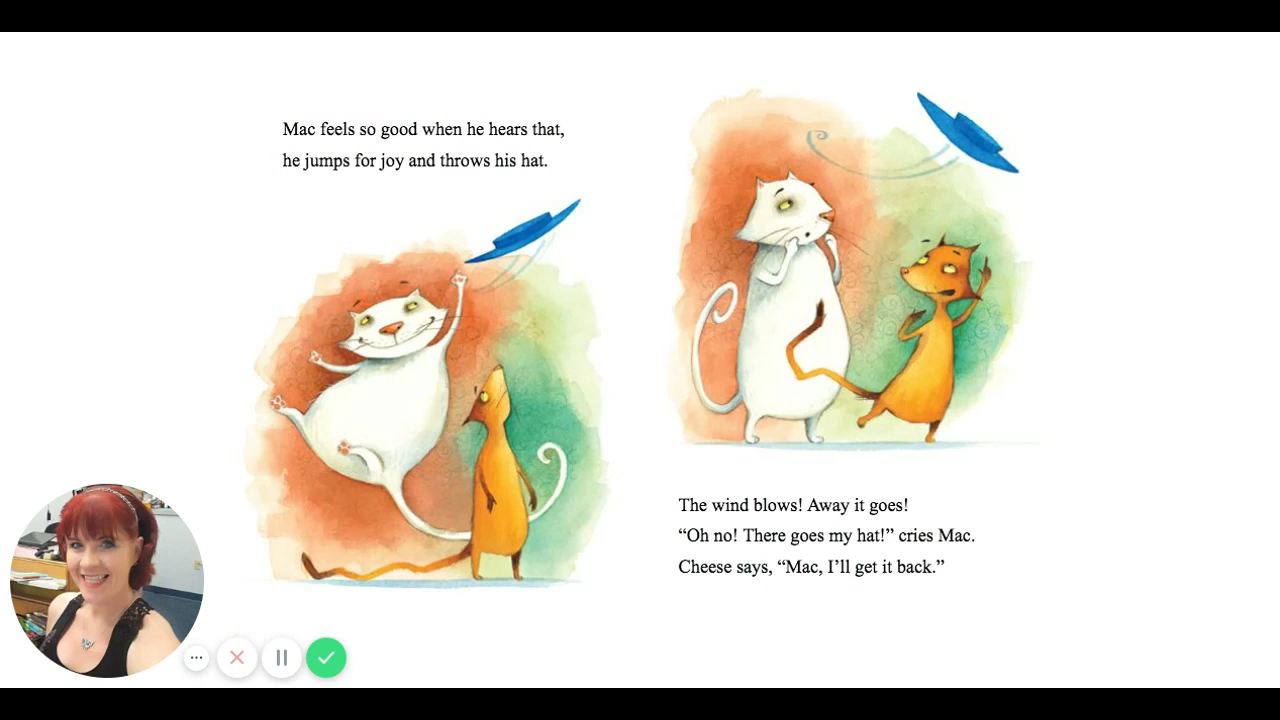 Mac feels so good when he hears that,
he jumps for joy and throws his hat.
The wind blows! Away it goes!
“Oh no! There goes my hat!” cries Mac.
Cheese says, “Mac, I’ll get it back.”